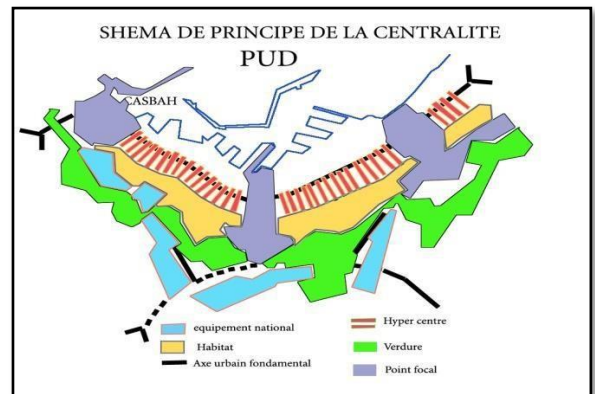 SHEMA DE PRINCIPE DE LA CENTRALITE
PUD
CASBAH
equipement national
Habitat
Axe urbain fondamental
Hyper centre
Verdure
Point focal